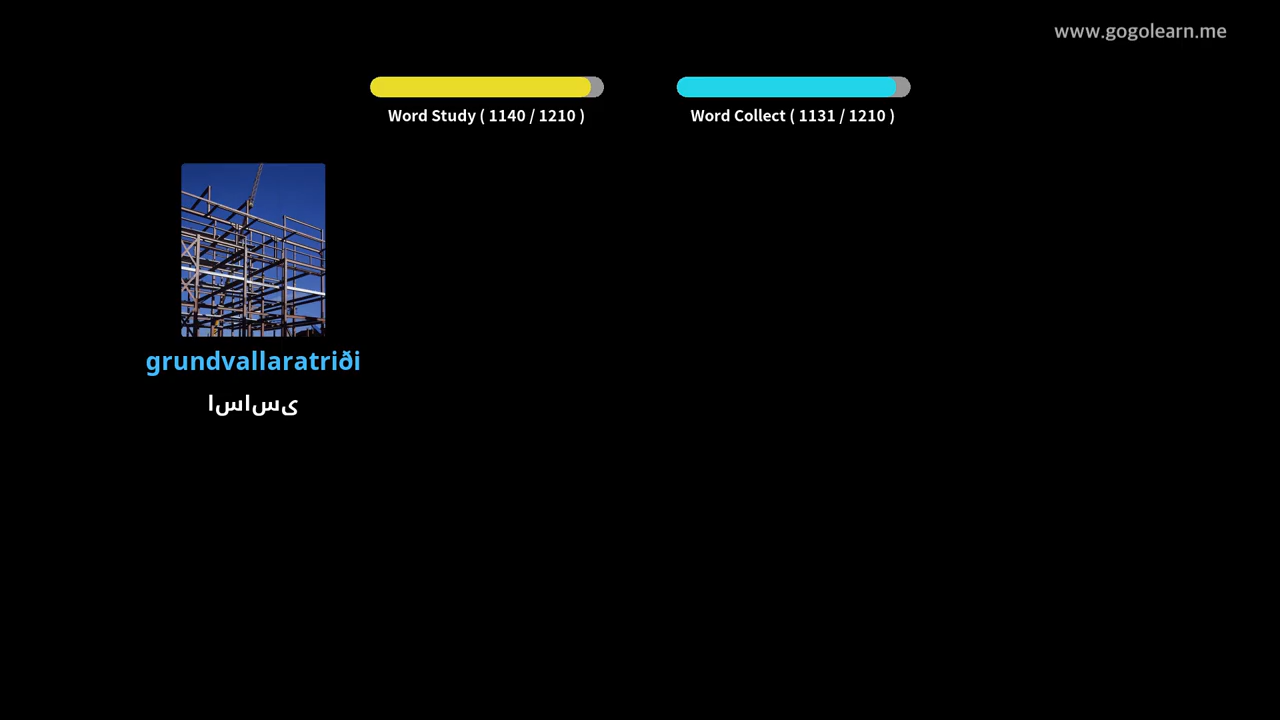 www.gogolearn.me
Word Study ( 1140 / 1210 )
Word Collect ( 1131 / 1210 )
grundvallaratriði
اساسی